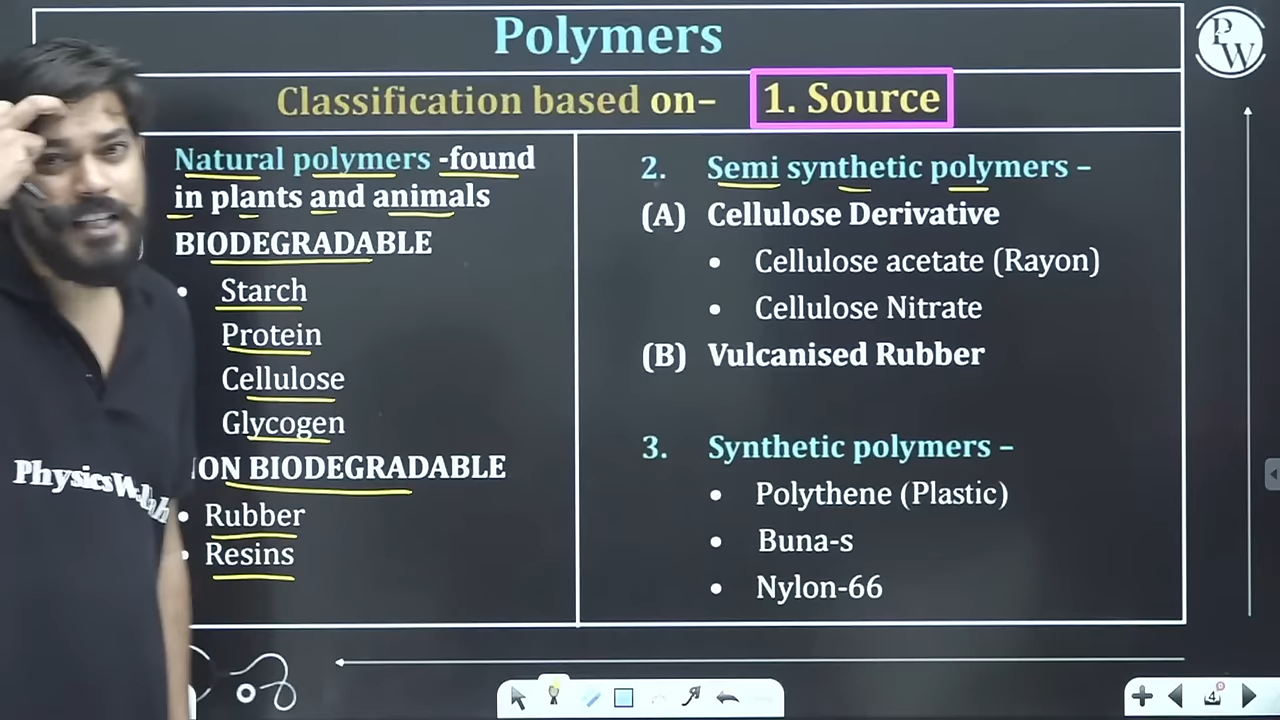 Polymers
PW
Classification based on– 1. Source
Natural polymers -found
in plants and animals
BIODEGRADABLE
• Starch
Protein
Cellulose
Glycogen
ON BIODEGRADABLE
• Rubber
• Resins
2. Semi synthetic polymers –
(A) Cellulose Derivative
• Cellulose acetate (Rayon)
• Cellulose Nitrate
(B) Vulcanised Rubber
3. Synthetic polymers –
• Polythene (Plastic)
• Buna-s
• Nylon-66
4